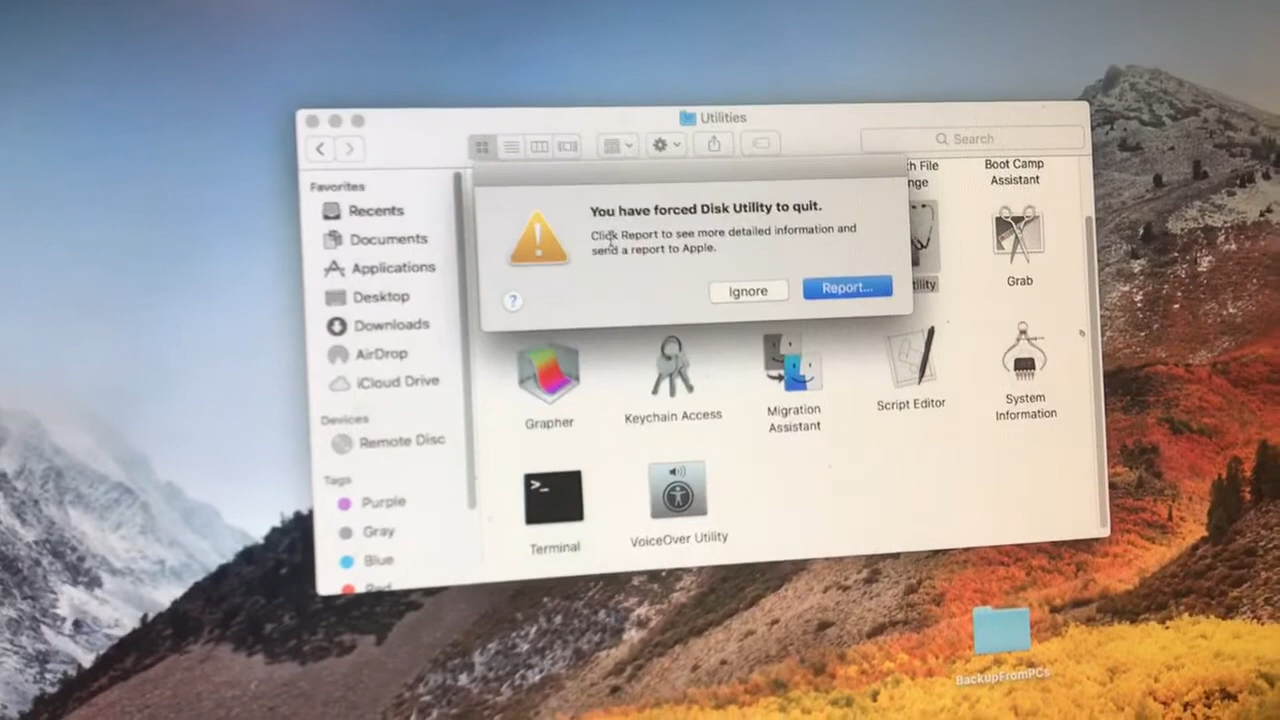 Utilities
Search
Favorites
Recents
Documents
Applications
Desktop
Downloads
AirDrop
iCloud Drive
Devices
Remote Disc
Tags
Purple
Gray
Blue
Red
You have forced Disk Utility to quit.
Click Report to see more detailed information and
send a report to Apple.
?
Ignore
Report...
File
Boot Camp
Assistant
Grab
Grapher
Keychain Access
Migration
Assistant
Script Editor
System
Information
>_
Terminal
VoiceOver Utility
BackupFromPCs